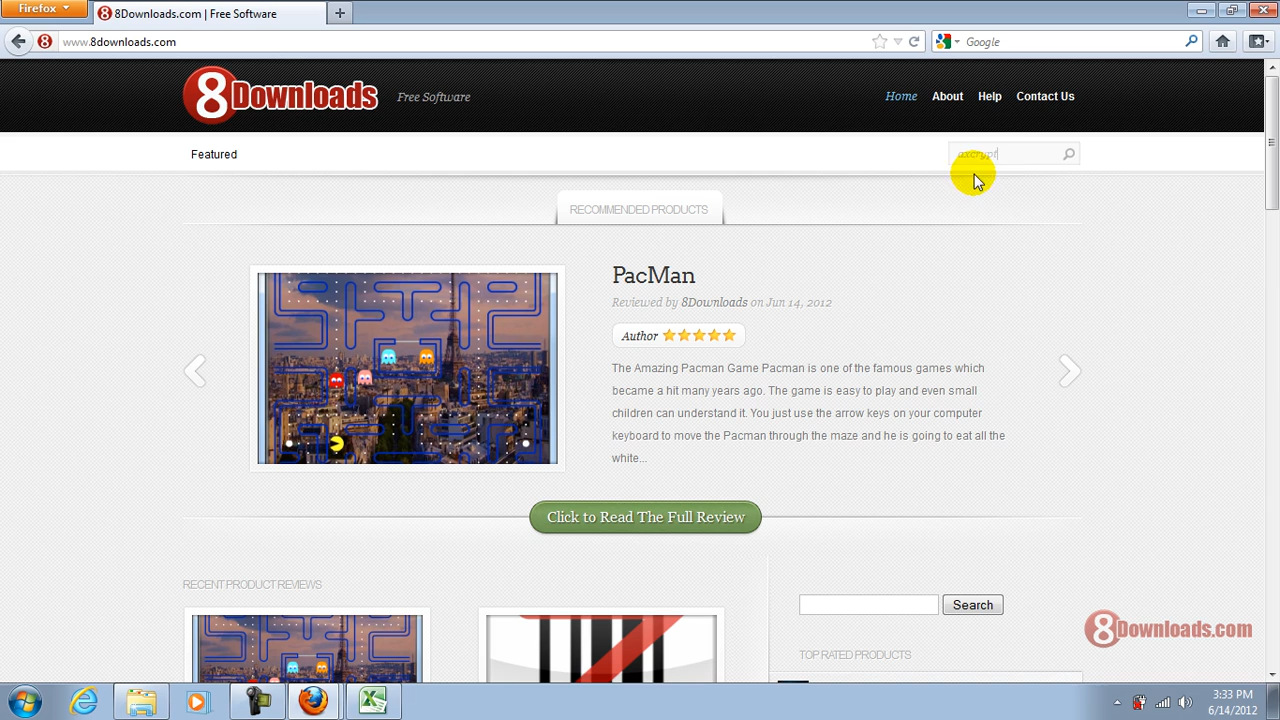 Firefox
8 8Downloads.com | Free Software
8 www.8downloads.com
Google
8Downloads
Free Software
Home About Help Contact Us
Featured
axcrypt
RECOMMENDED PRODUCTS
PacMan
Reviewed by 8Downloads on Jun 14, 2012
Author
The Amazing Pacman Game Pacman is one of the famous games which
became a hit many years ago. The game is easy to play and even small
children can understand it. You just use the arrow keys on your computer
keyboard to move the Pacman through the maze and he is going to eat all the
white...
Click to Read The Full Review
RECENT PRODUCT REVIEWS
Search
8Downloads.com
TOP RATED PRODUCTS
3:33 PM
6/14/2012